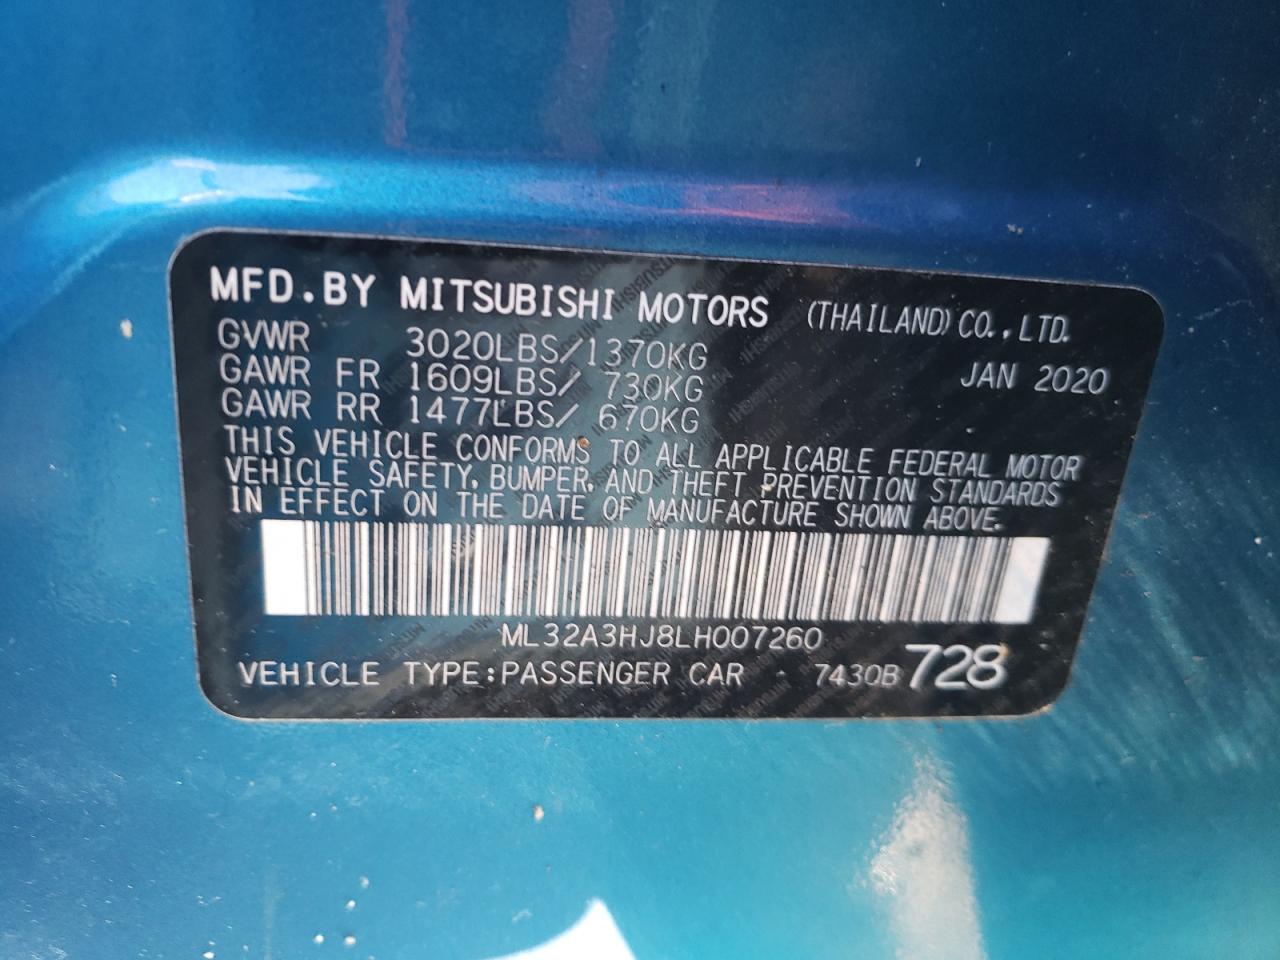 MFD.BY MITSUBISHI MOTORS (THAILAND) CO., LTD.
GVWR 3020LBS/1370KG
JAN 2020
GAWR FR 1609LBS/ 730KG
GAWR RR 1477LBS/ 670KG
THIS VEHICLE CONFORMS TO ALL APPLICABLE FEDERAL MOTOR
VEHICLE SAFETY, BUMPER, AND THEFT PREVENTION STANDARDS
IN EFFECT ON THE DATE OF MANUFACTURE SHOWN ABOVE.
ML32A3HJ8LH007260
VEHICLE TYPE:PASSENGER CAR 7430B 728